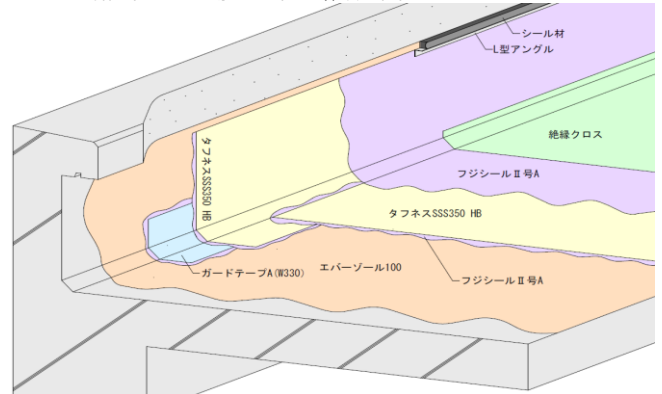 シール材
L型アングル
絶縁クロス
タフネスSSS350 HB
フジシールⅡ号A
タフネスSSS350 HB
ガードテープA(W330)
エバーゾール100
フジシールⅡ号A